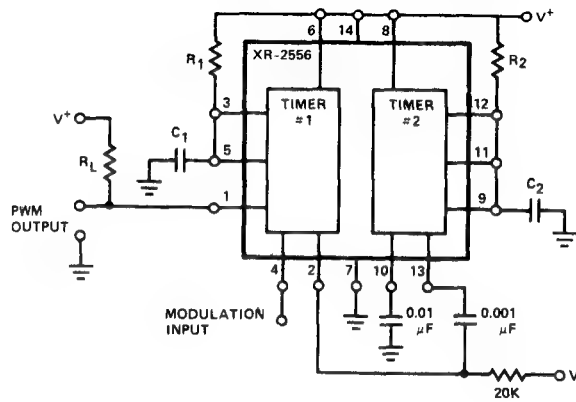 V⁺
6 14 8
XR-2556
R₁
R₂
TIMER #1
TIMER #2
3
12
V⁺
C₁
5
11
R_L
1
9
C₂
PWM OUTPUT
4 2 7 10 13
MODULATION INPUT
0.01 µF
0.001 µF
20K
V